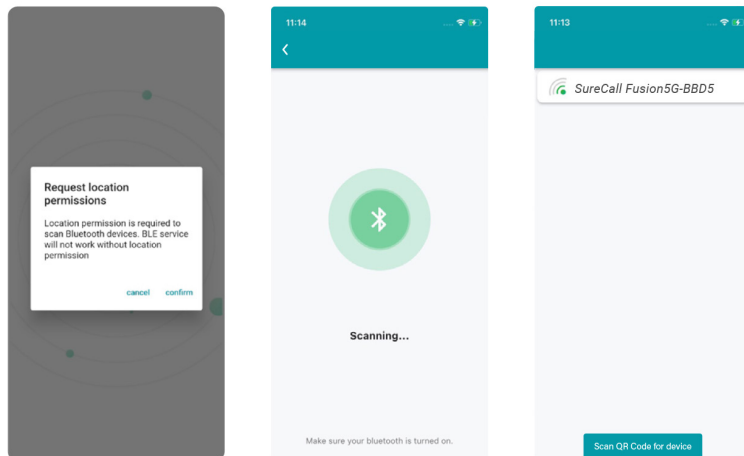 Request location
permissions
Location permission is required to
scan Bluetooth devices. BLE service
will not work without location
permission
cancel confirm
11:14
Scanning...
Make sure your bluetooth is turned on.
11:13
SureCall Fusion5G-BBD5
Scan QR Code for device